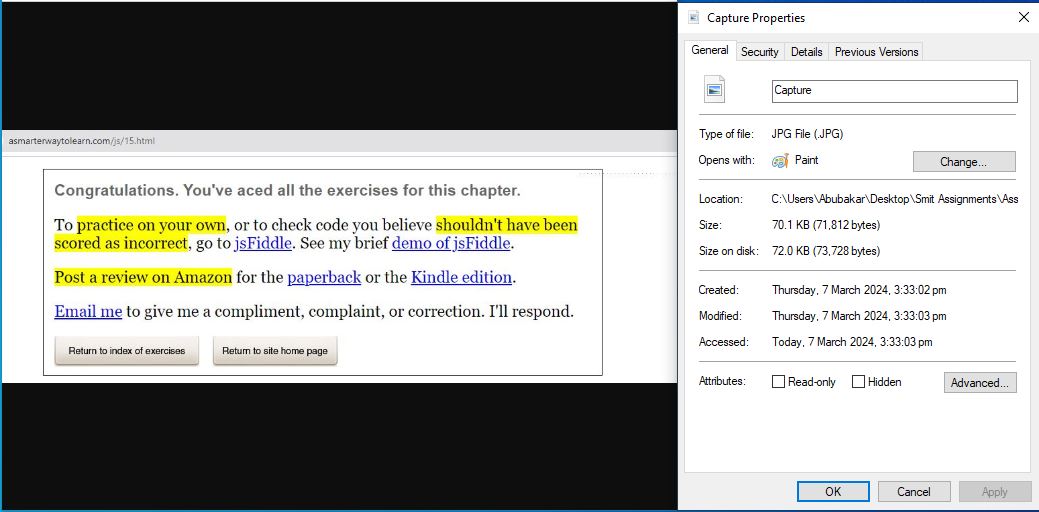 asmarterwaytolearn.com/js/15.html
Congratulations. You've aced all the exercises for this chapter.
To practice on your own, or to check code you believe shouldn't have been
scored as incorrect, go to jsFiddle. See my brief demo of jsFiddle.
Post a review on Amazon for the paperback or the Kindle edition.
Email me to give me a compliment, complaint, or correction. I'll respond.
Return to index of exercises Return to site home page
Capture Properties
General Security Details Previous Versions
Capture
Type of file: JPG File (.JPG)
Opens with: Paint Change...
Location: C:\Users\Abubakar\Desktop\Smit Assignments\Ass
Size: 70.1 KB (71,812 bytes)
Size on disk: 72.0 KB (73,728 bytes)
Created: Thursday, 7 March 2024, 3:33:02 pm
Modified: Thursday, 7 March 2024, 3:33:03 pm
Accessed: Today, 7 March 2024, 3:33:03 pm
Attributes: Read-only Hidden Advanced...
OK Cancel Apply